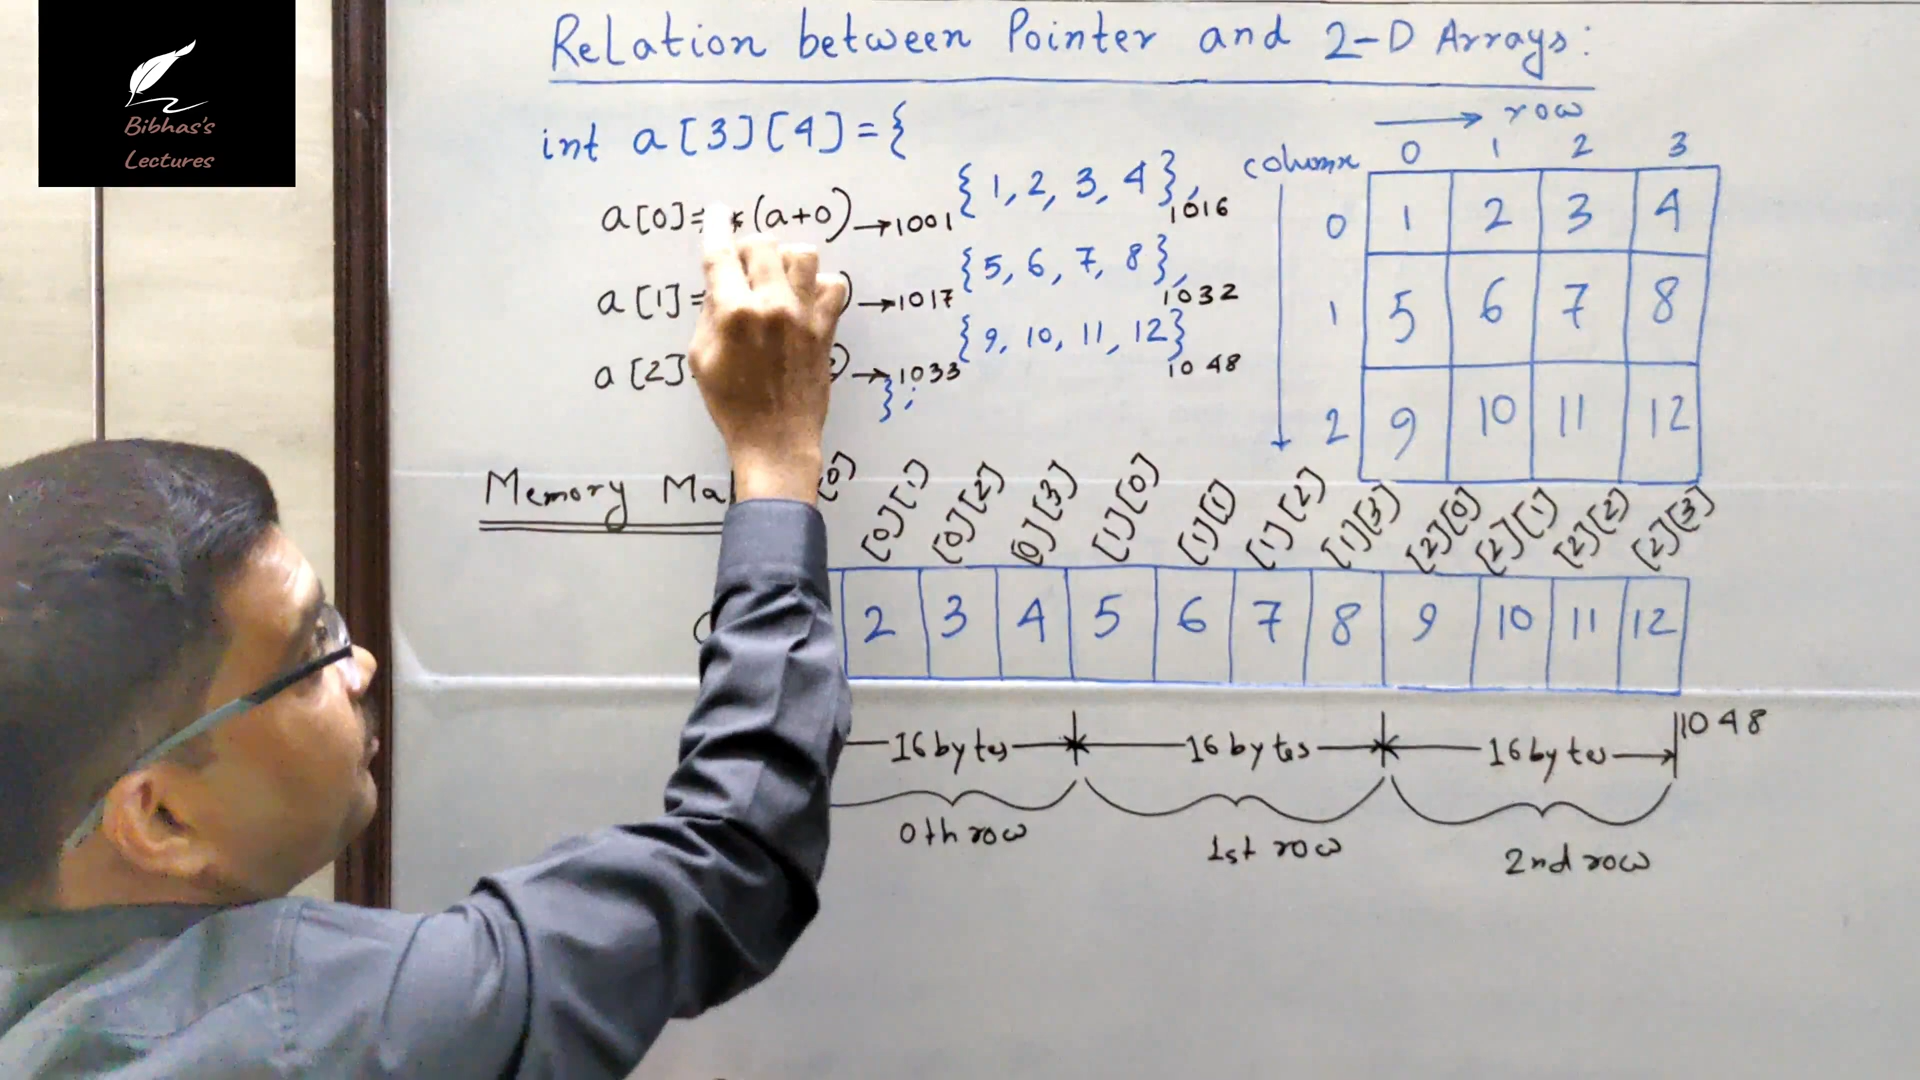 Bibhas's
Lectures
Relation between Pointer and 2-D Arrays:
int a[3][4]={
a[0]= *(a+0)→1001 {1, 2, 3, 4}, 1016
a[1]= )→1017 {5, 6, 7, 8}, 1032
a[2] )→1033 {9, 10, 11, 12} 1048
};
→ row
column 0 1 2 3
0 1 2 3 4
1 5 6 7 8
2 9 10 11 12
Memory
[0] [0][1] [0][2] [0][3] [1][0] [1][1] [1][2] [1][3] [2][0] [2][1] [2][2] [2][3]
2 3 4 5 6 7 8 9 10 11 12
16 bytes 16 bytes 16 bytes 1048
0th row 1st row 2nd row